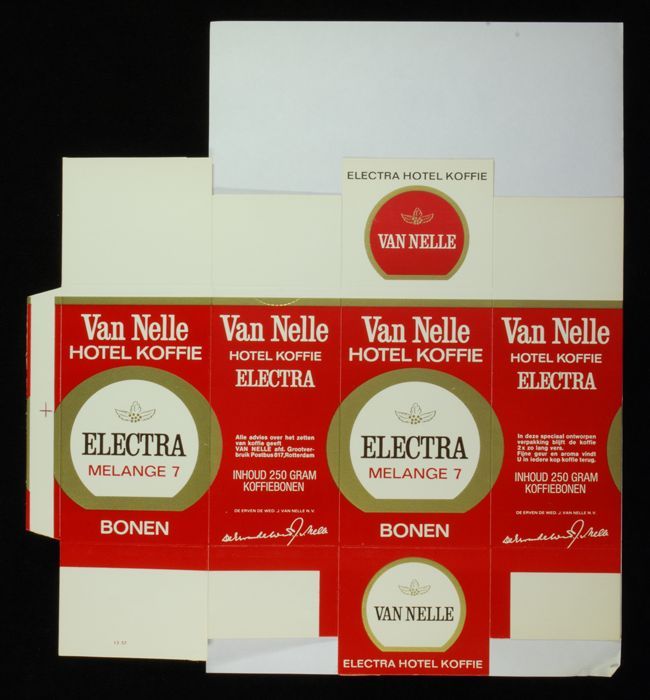 ELECTRA HOTEL KOFFIE
VAN NELLE
Van Nelle
HOTEL KOFFIE
ELECTRA
MELANGE 7
BONEN
Van Nelle
HOTEL KOFFIE
ELECTRA
Alle advies over het zetten
van koffie geeft
VAN NELLE afd. Grootver-
bruik Postbus 817, Rotterdam
INHOUD 250 GRAM
KOFFIEBONEN
DE ERVEN DE WED. J. VAN NELLE N.V.
Van Nelle
HOTEL KOFFIE
ELECTRA
MELANGE 7
BONEN
Van Nelle
HOTEL KOFFIE
ELECTRA
In deze speciaal ontworpen
verpakking blijft de koffie
2 x zo lang vers.
Fijne geur en aroma vindt
U in iedere kop koffie terug.
INHOUD 250 GRAM
KOFFIEBONEN
DE ERVEN DE WED. J. VAN NELLE N.V.
VAN NELLE
ELECTRA HOTEL KOFFIE